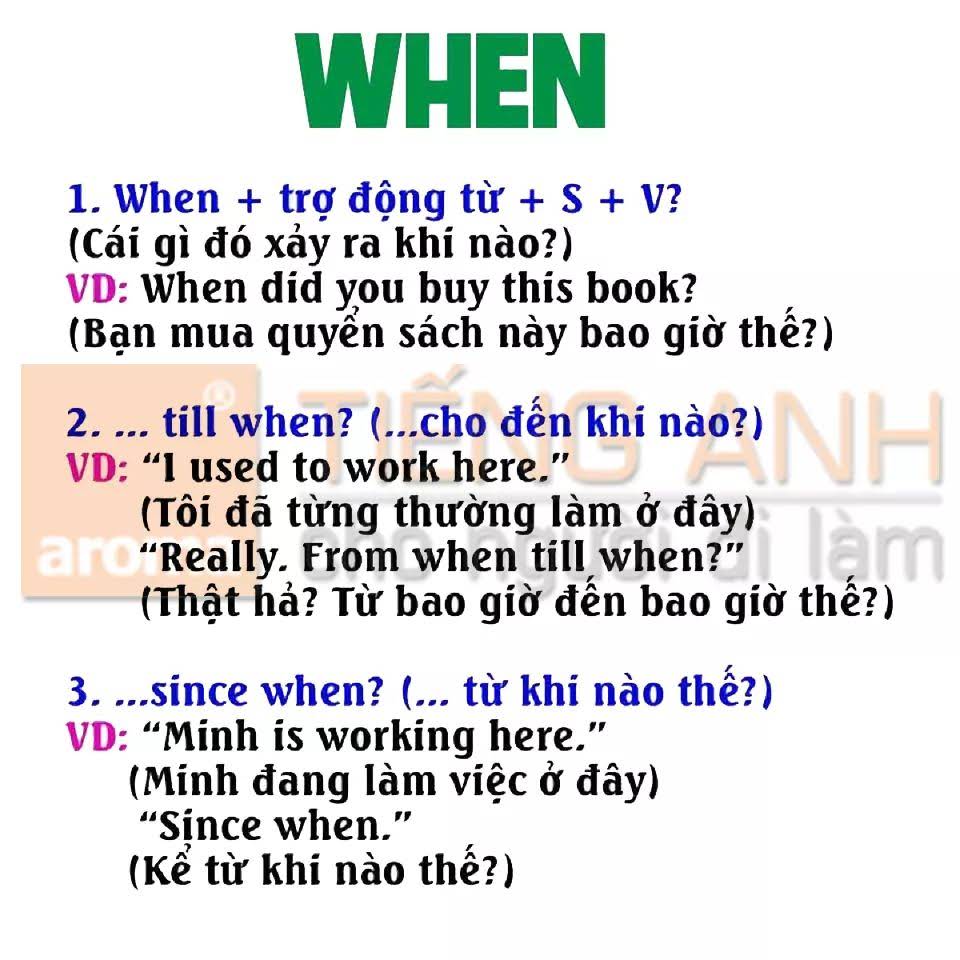 WHEN
1. When + trợ động từ + S + V?
(Cái gì đó xảy ra khi nào?)
VD: When did you buy this book?
(Bạn mua quyển sách này bao giờ thế?)
® TIẾNG ANH
2. ... till when? (...cho đến khi nào?)
VD: “I used to work here.”
(Tôi đã từng thường làm ở đây)
aroma cho người đi làm
“Really. From when till when?”
(Thật hả? Từ bao giờ đến bao giờ thế?)
3. ...since when? (... từ khi nào thế?)
VD: “Minh is working here.”
(Minh đang làm việc ở đây)
“Since when.”
(Kể từ khi nào thế?)